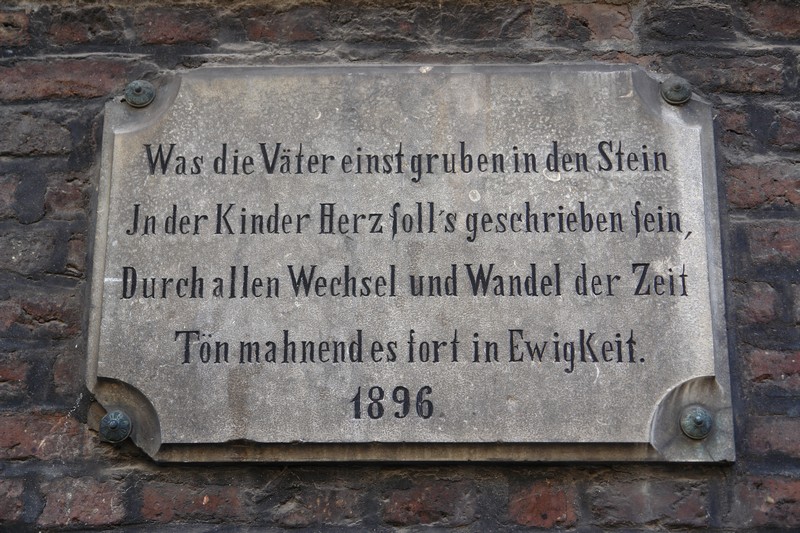 Was die Väter einst gruben in den Stein
Jn der Kinder Herz soll's geschrieben sein,
Durch allen Wechsel und Wandel der Zeit
Tön mahnend es fort in Ewigkeit.
1896